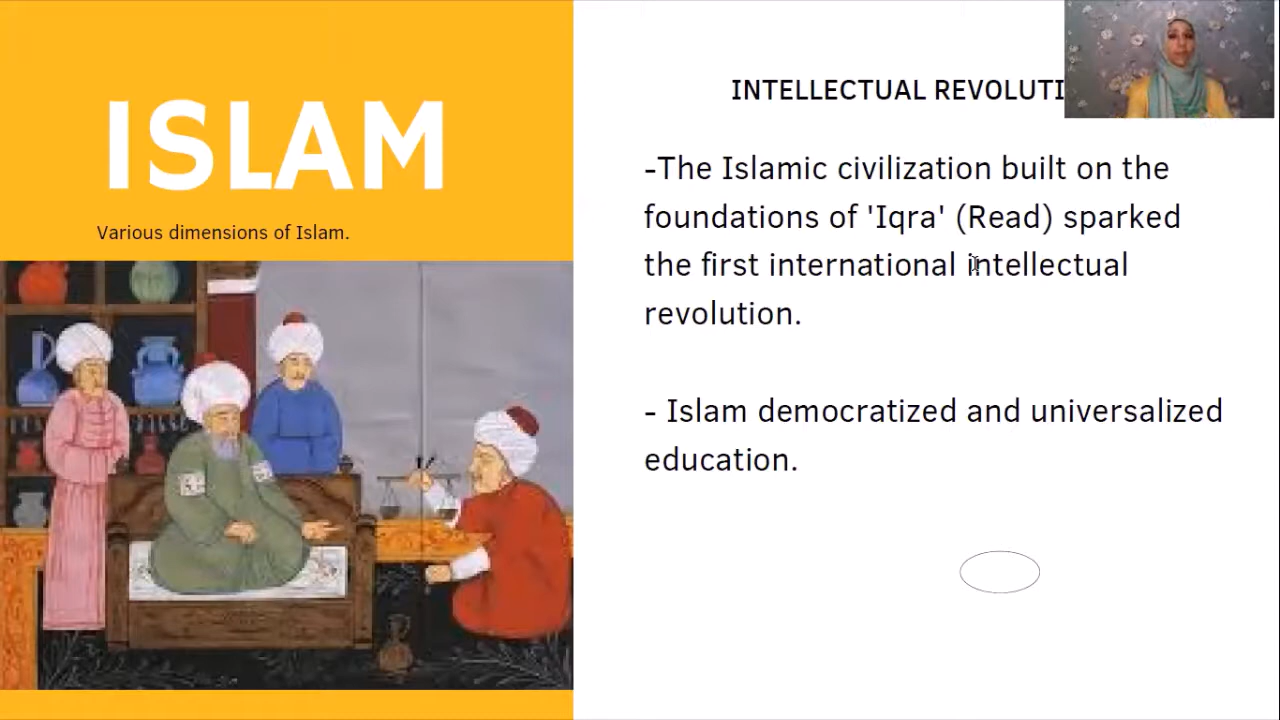 ISLAM
Various dimensions of Islam.
INTELLECTUAL REVOLUTI
-The Islamic civilization built on the
foundations of 'Iqra' (Read) sparked
the first international intellectual
revolution.
- Islam democratized and universalized
education.